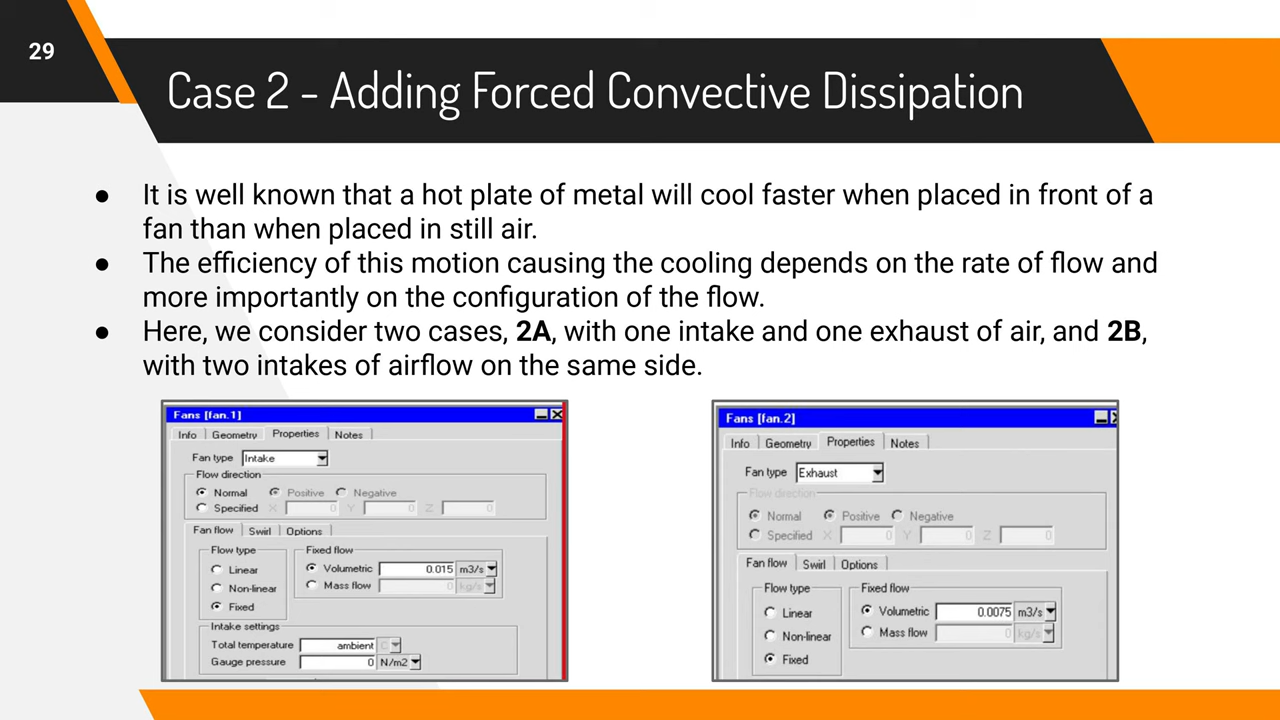 29
Case 2 - Adding Forced Convective Dissipation
● It is well known that a hot plate of metal will cool faster when placed in front of a
fan than when placed in still air.
● The efficiency of this motion causing the cooling depends on the rate of flow and
more importantly on the configuration of the flow.
● Here, we consider two cases, 2A, with one intake and one exhaust of air, and 2B,
with two intakes of airflow on the same side.
Fans [fan.1]
Info Geometry Properties Notes
Fan type Intake
Flow direction
Normal Positive Negative
Specified X 0 Y 0 Z 0
Fan flow Swirl Options
Flow type Fixed flow
Linear Volumetric 0.015 m3/s
Non-linear Mass flow 0 kg/s
Fixed
Intake settings
Total temperature ambient C
Gauge pressure 0 N/m2
Fans [fan.2]
Info Geometry Properties Notes
Fan type Exhaust
Flow direction
Normal Positive Negative
Specified X 0 Y 0 Z 0
Fan flow Swirl Options
Flow type Fixed flow
Linear Volumetric 0.0075 m3/s
Non-linear Mass flow 0 kg/s
Fixed